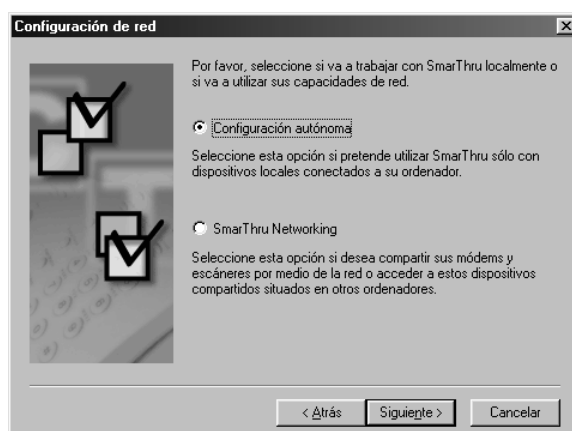 Configuración de red
Por favor, seleccione si va a trabajar con SmarThru localmente o
si va a utilizar sus capacidades de red.
Configuración autónoma
Seleccione esta opción si pretende utilizar SmarThru sólo con
dispositivos locales conectados a su ordenador.
SmarThru Networking
Seleccione esta opción si desea compartir sus módems y
escáneres por medio de la red o acceder a estos dispositivos
compartidos situados en otros ordenadores.
< Atrás Siguiente > Cancelar